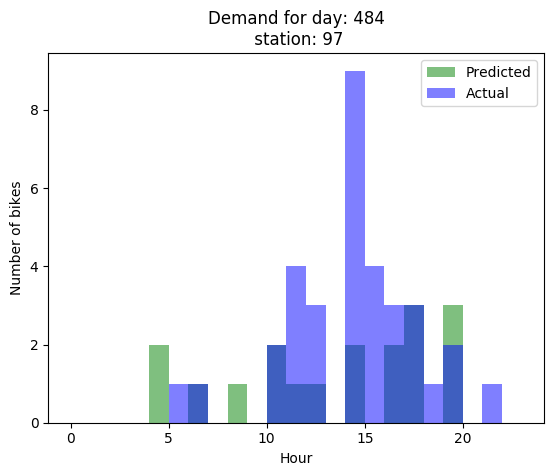 Demand for day: 484
station: 97
Predicted
Actual
Number of bikes
8
6
4
2
0
0 5 10 15 20
Hour